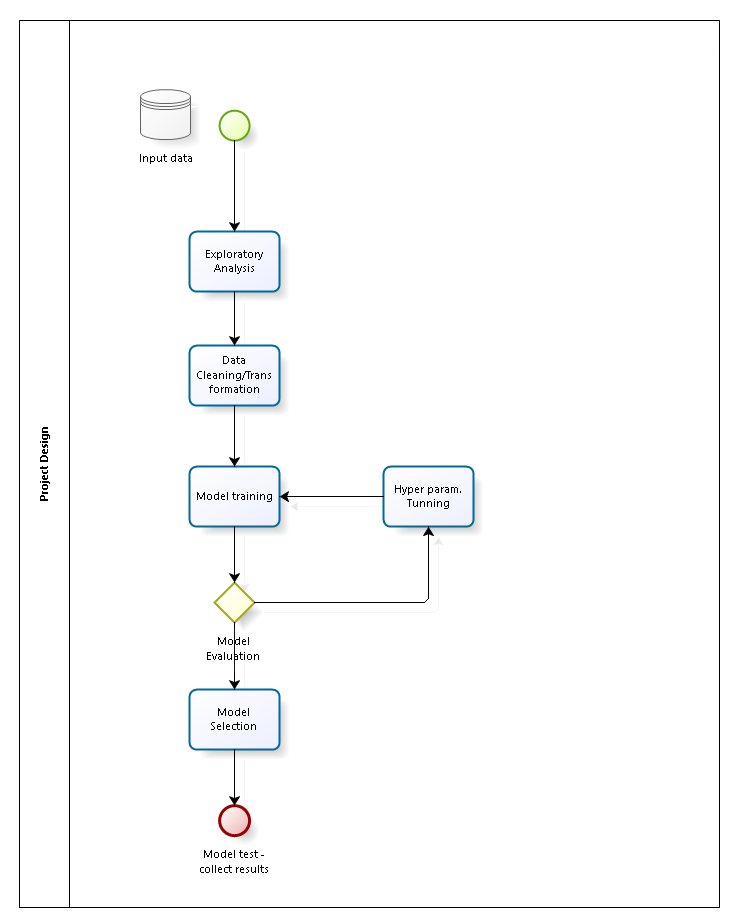 Project Design
Input data
Exploratory
Analysis
Data
Cleaning/Trans
formation
Model training
Hyper param.
Tunning
Model
Evaluation
Model
Selection
Model test -
collect results